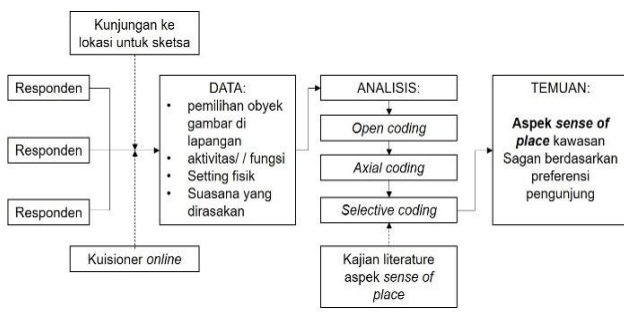 Kunjungan ke
lokasi untuk sketsa
Responden
Responden
Responden
Kuisioner online
DATA:
• pemilihan obyek
gambar di
lapangan
• aktivitas/ / fungsi
• Setting fisik
• Suasana yang
dirasakan
ANALISIS:
Open coding
Axial coding
Selective coding
Kajian literature
aspek sense of
place
TEMUAN:
Aspek sense of
place kawasan
Sagan berdasarkan
preferensi
pengunjung